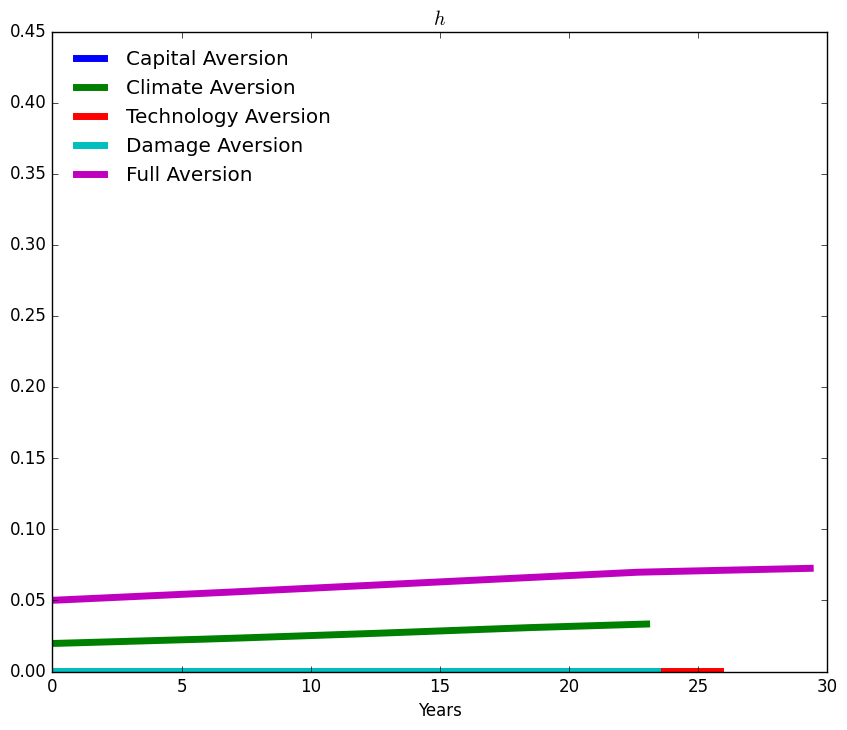 h
0.45
0.40
0.35
0.30
0.25
0.20
0.15
0.10
0.05
0.00
Capital Aversion
Climate Aversion
Technology Aversion
Damage Aversion
Full Aversion
0 5 10 15 20 25 30
Years